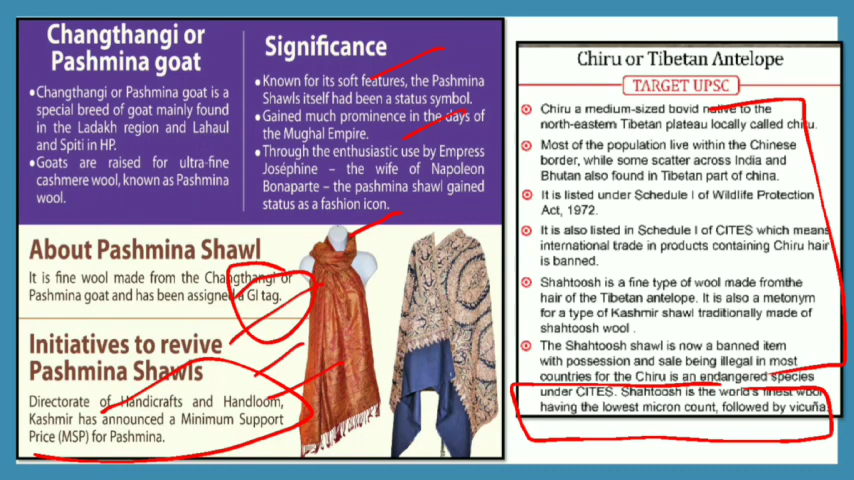 Changthangi or
Pashmina goat
•Changthangi or Pashmina goat is a
special breed of goat mainly found
in the Ladakh region and Lahaul
and Spiti in HP.
•Goats are raised for ultra-fine
cashmere wool, known as Pashmina
wool.
Significance
•Known for its soft features, the Pashmina
Shawls itself had been a status symbol.
•Gained much prominence in the days of
the Mughal Empire.
•Through the enthusiastic use by Empress
Joséphine – the wife of Napoleon
Bonaparte – the pashmina shawl gained
status as a fashion icon.
About Pashmina Shawl
It is fine wool made from the Changthangi or
Pashmina goat and has been assigned a GI tag.
Initiatives to revive
Pashmina Shawls
Directorate of Handicrafts and Handloom,
Kashmir has announced a Minimum Support
Price (MSP) for Pashmina.
Chiru or Tibetan Antelope
TARGET UPSC
Chiru a medium-sized bovid native to the
north-eastern Tibetan plateau locally called chiru.
Most of the population live within the Chinese
border, while some scatter across India and
Bhutan also found in Tibetan part of china.
It is listed under Schedule I of Wildlife Protection
Act, 1972.
It is also listed in Schedule I of CITES which means
international trade in products containing Chiru hair
is banned.
Shahtoosh is a fine type of wool made fromthe
hair of the Tibetan antelope. It is also a metonym
for a type of Kashmir shawl traditionally made of
shahtoosh wool .
The Shahtoosh shawl is now a banned item
with possession and sale being illegal in most
countries for the Chiru is an endangered species
under CITES. Shahtoosh is the world's finest wool
having the lowest micron count, followed by vicuña.